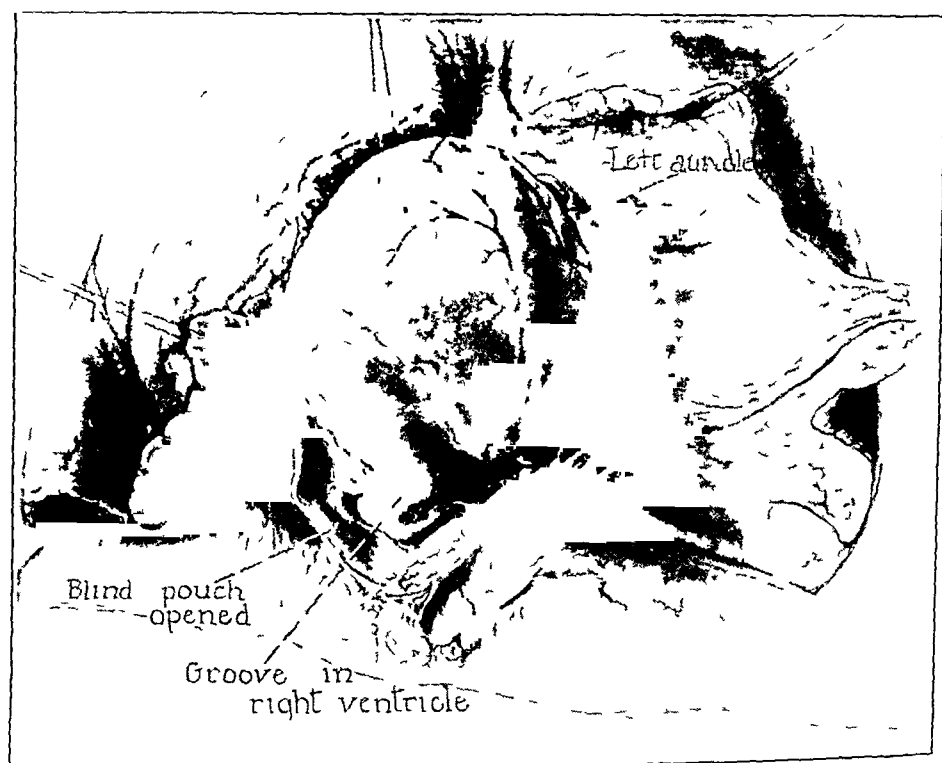 Left auricle
Blind pouch
opened
Groove in
right ventricle